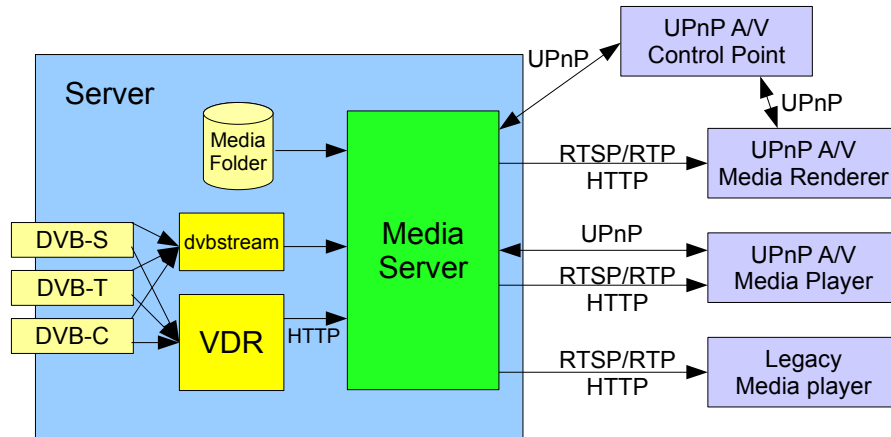 UPnP A/V
Control Point
UPnP
Server
UPnP
Media
Folder
RTSP/RTP
HTTP
UPnP A/V
Media Renderer
DVB-S
DVB-T
DVB-C
dvbstream
VDR
HTTP
Media
Server
UPnP
RTSP/RTP
HTTP
UPnP A/V
Media Player
RTSP/RTP
HTTP
Legacy
Media player